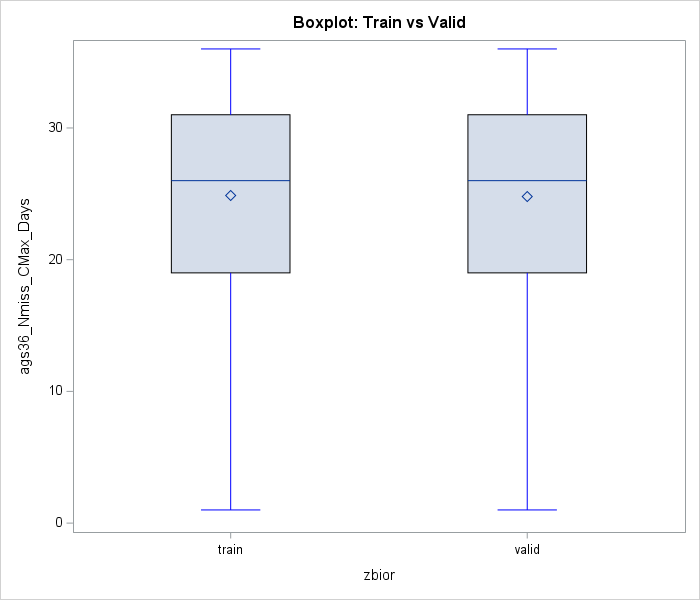 Boxplot: Train vs Valid
ags36_Nmiss_CMax_Days
30
20
10
0
train
valid
zbior